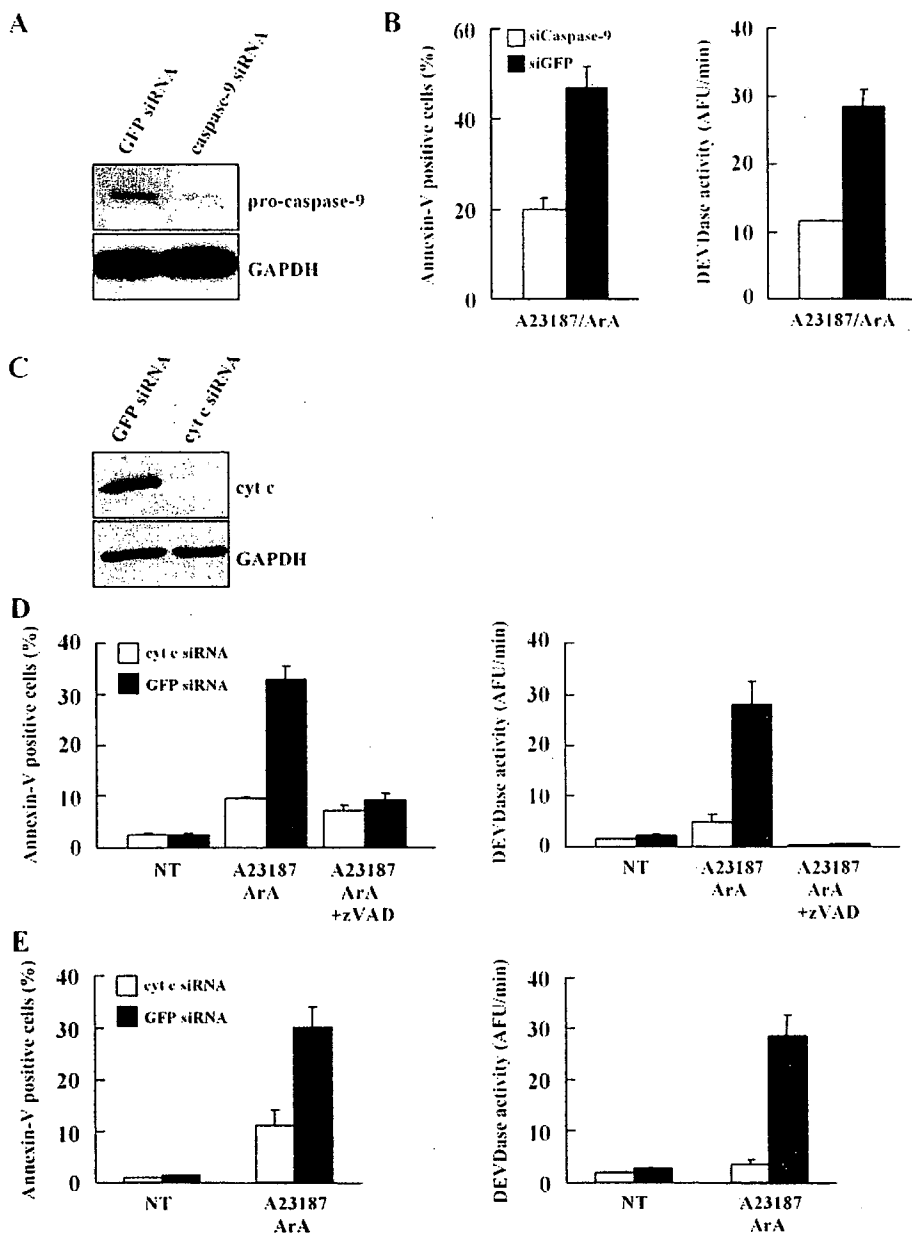 A
GFP siRNA
caspase-9 siRNA
pro-caspase-9
GAPDH
B
Annexin-V positive cells (%)
60
40
20
0
siCaspase-9
siGFP
A23187/ArA
DEVDase activity (AFU/min)
30
20
10
0
A23187/ArA
C
GFP siRNA
cyt c siRNA
cyt c
GAPDH
D
Annexin-V positive cells (%)
40
30
20
10
0
cyt c siRNA
GFP siRNA
NT
A23187
ArA
A23187
ArA
+zVAD
DEVDase activity (AFU/min)
40
30
20
10
0
NT
A23187
ArA
A23187
ArA
+zVAD
E
Annexin-V positive cells (%)
40
30
20
10
0
cyt c siRNA
GFP siRNA
NT
A23187
ArA
DEVDase activity (AFU/min)
40
30
20
10
0
NT
A23187
ArA